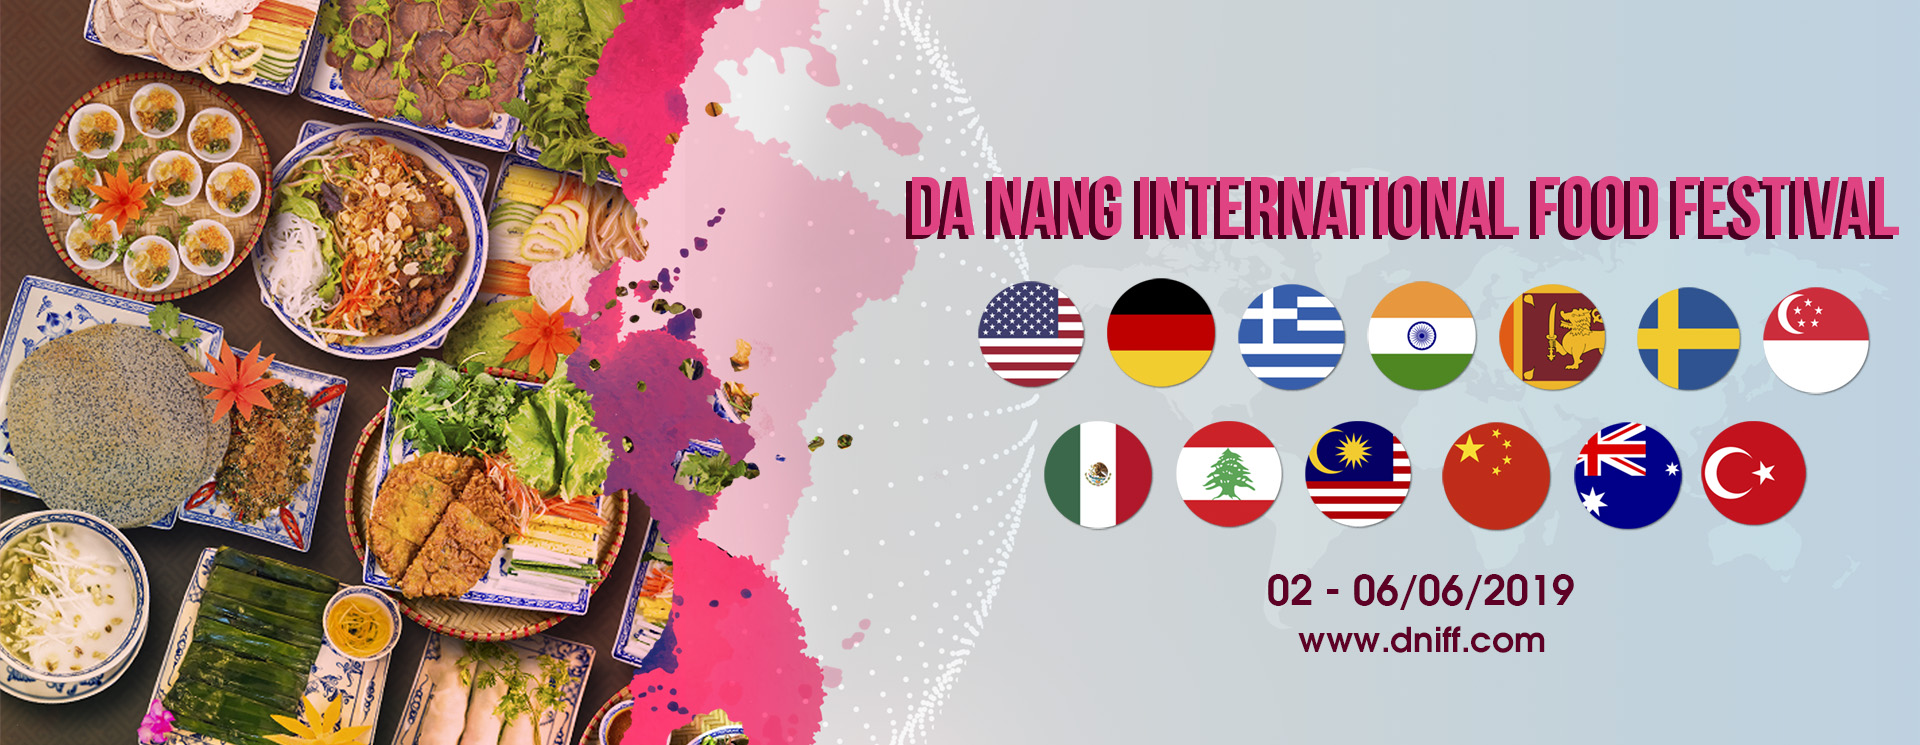 DA NANG INTERNATIONAL FOOD FESTIVAL
02 - 06/06/2019
www.dniff.com